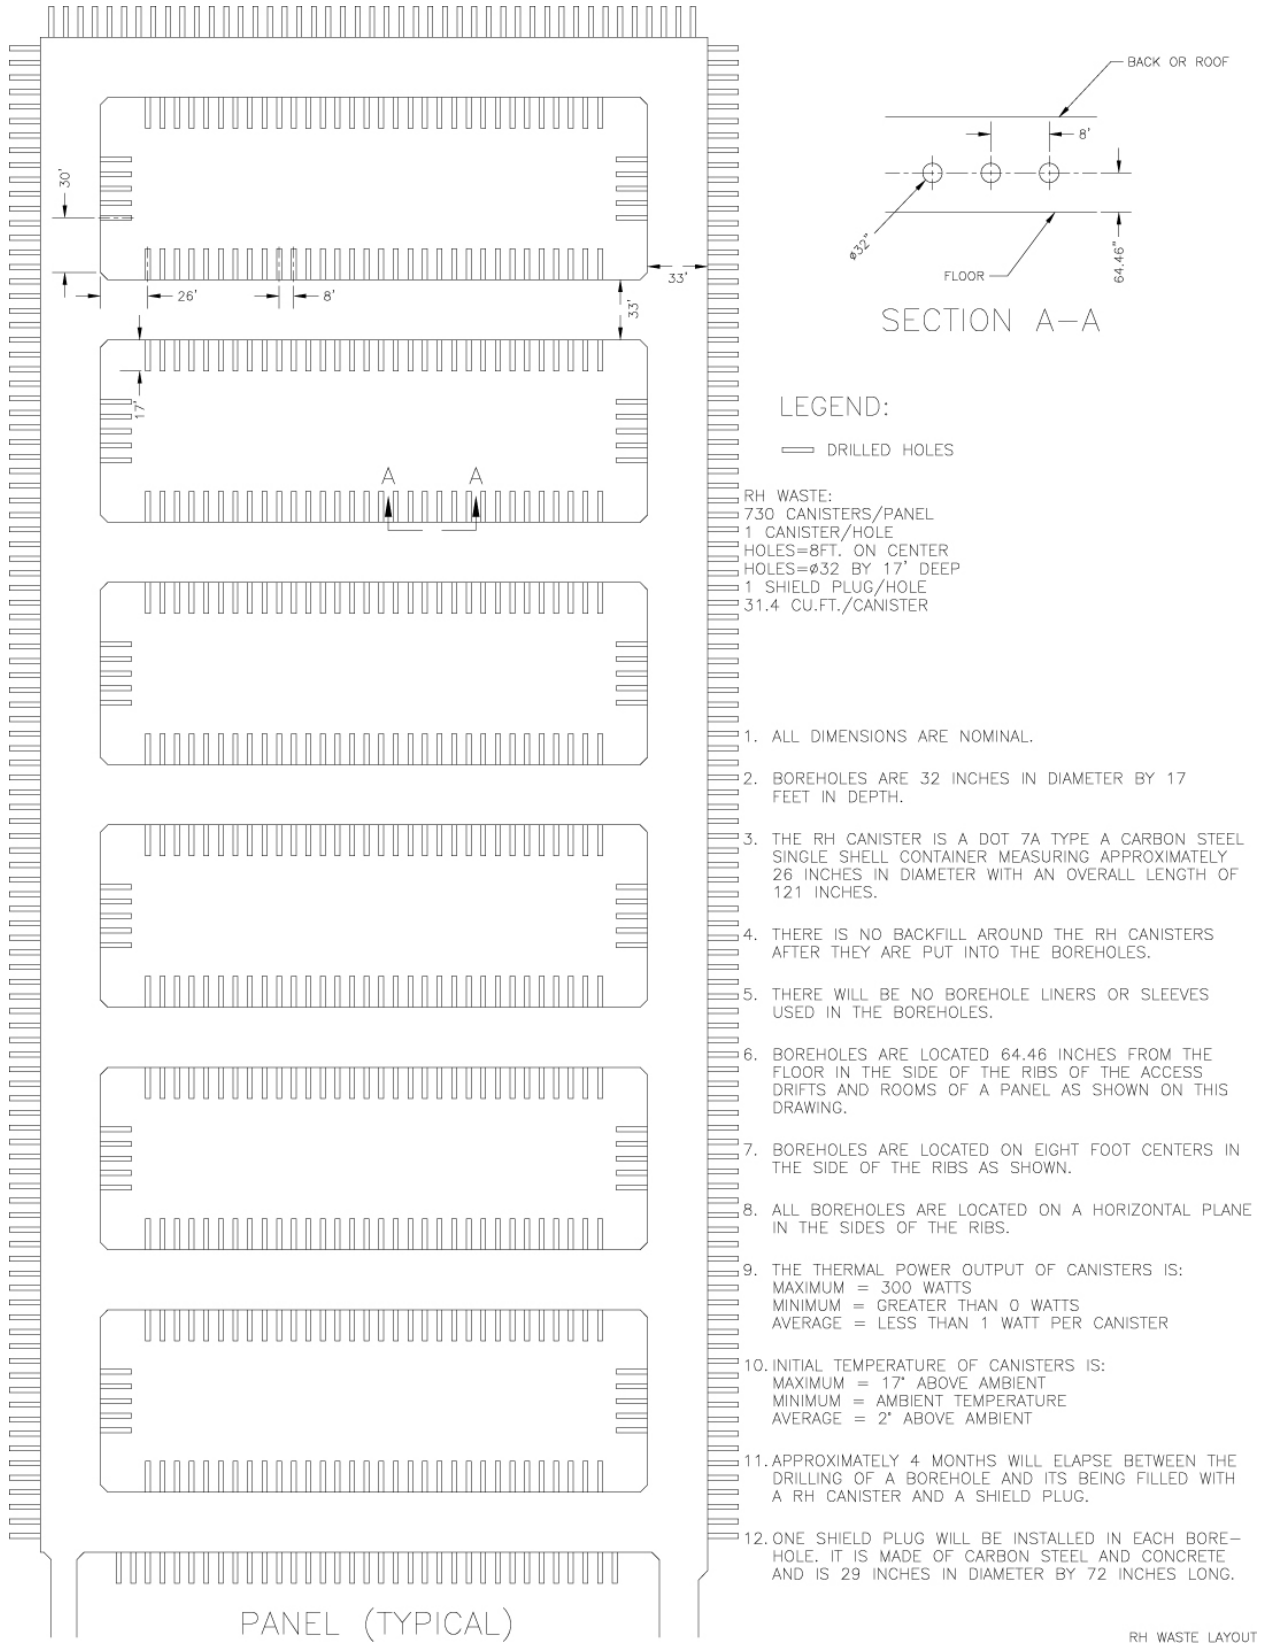 BACK OR ROOF
8'
ø32"
64.46"
FLOOR
SECTION A-A
30'
26'
8'
33'
33'
17'
A A
LEGEND:
DRILLED HOLES
RH WASTE:
730 CANISTERS/PANEL
1 CANISTER/HOLE
HOLES=8FT. ON CENTER
HOLES=ø32 BY 17' DEEP
1 SHIELD PLUG/HOLE
31.4 CU.FT./CANISTER
1. ALL DIMENSIONS ARE NOMINAL.
2. BOREHOLES ARE 32 INCHES IN DIAMETER BY 17
FEET IN DEPTH.
3. THE RH CANISTER IS A DOT 7A TYPE A CARBON STEEL
SINGLE SHELL CONTAINER MEASURING APPROXIMATELY
26 INCHES IN DIAMETER WITH AN OVERALL LENGTH OF
121 INCHES.
4. THERE IS NO BACKFILL AROUND THE RH CANISTERS
AFTER THEY ARE PUT INTO THE BOREHOLES.
5. THERE WILL BE NO BOREHOLE LINERS OR SLEEVES
USED IN THE BOREHOLES.
6. BOREHOLES ARE LOCATED 64.46 INCHES FROM THE
FLOOR IN THE SIDE OF THE RIBS OF THE ACCESS
DRIFTS AND ROOMS OF A PANEL AS SHOWN ON THIS
DRAWING.
7. BOREHOLES ARE LOCATED ON EIGHT FOOT CENTERS IN
THE SIDE OF THE RIBS AS SHOWN.
8. ALL BOREHOLES ARE LOCATED ON A HORIZONTAL PLANE
IN THE SIDES OF THE RIBS.
9. THE THERMAL POWER OUTPUT OF CANISTERS IS:
MAXIMUM = 300 WATTS
MINIMUM = GREATER THAN 0 WATTS
AVERAGE = LESS THAN 1 WATT PER CANISTER
10. INITIAL TEMPERATURE OF CANISTERS IS:
MAXIMUM = 17° ABOVE AMBIENT
MINIMUM = AMBIENT TEMPERATURE
AVERAGE = 2° ABOVE AMBIENT
11. APPROXIMATELY 4 MONTHS WILL ELAPSE BETWEEN THE
DRILLING OF A BOREHOLE AND ITS BEING FILLED WITH
A RH CANISTER AND A SHIELD PLUG.
12. ONE SHIELD PLUG WILL BE INSTALLED IN EACH BORE-
HOLE. IT IS MADE OF CARBON STEEL AND CONCRETE
AND IS 29 INCHES IN DIAMETER BY 72 INCHES LONG.
PANEL (TYPICAL)
RH WASTE LAYOUT